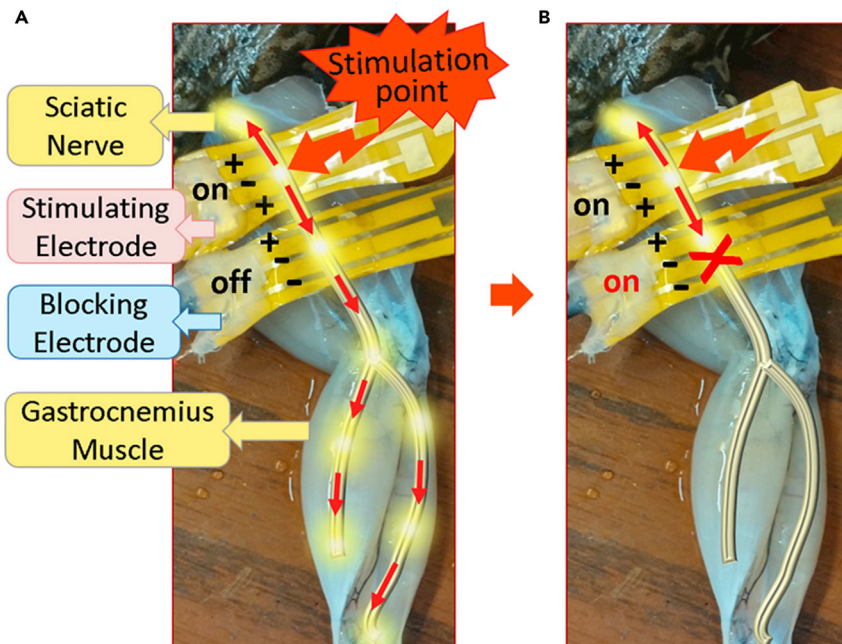 A
B
Stimulation
point
Sciatic
Nerve
Stimulating
Electrode
Blocking
Electrode
Gastrocnemius
Muscle
+
-
+
on
+
-
-
off
+
-
+
on
+
-
-
on